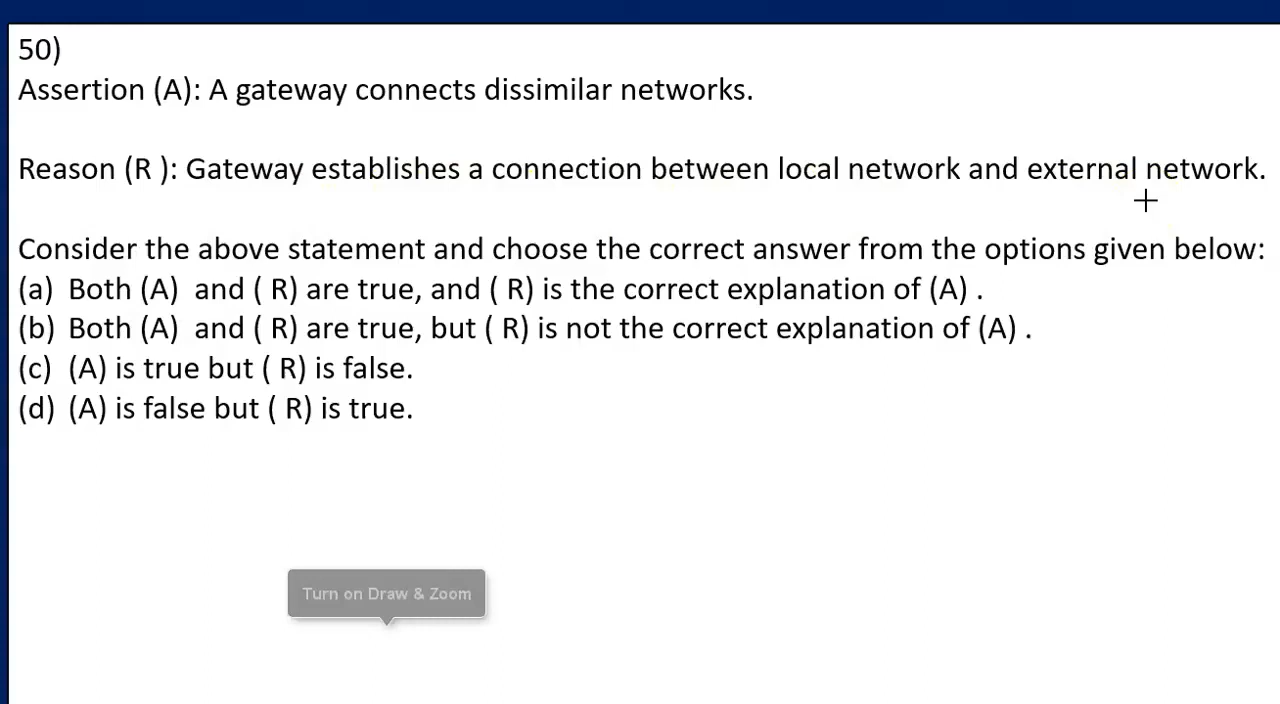 50)
Assertion (A): A gateway connects dissimilar networks.
Reason (R ): Gateway establishes a connection between local network and external network.
Consider the above statement and choose the correct answer from the options given below:
(a) Both (A) and ( R) are true, and ( R) is the correct explanation of (A) .
(b) Both (A) and ( R) are true, but ( R) is not the correct explanation of (A) .
(c) (A) is true but ( R) is false.
(d) (A) is false but ( R) is true.
Turn on Draw & Zoom